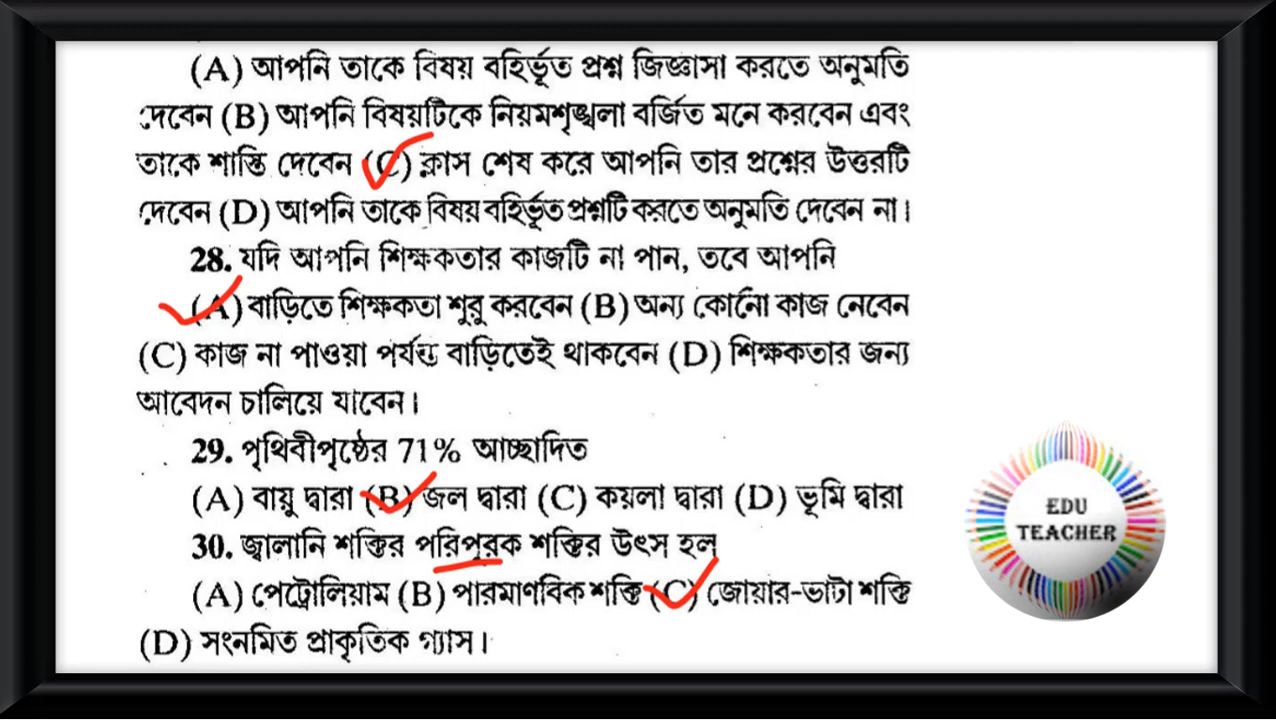 (A) আপনি তাকে বিষয় বহির্ভূত প্রশ্ন জিজ্ঞাসা করতে অনুমতি
দেবেন (B) আপনি বিষয়টিকে নিয়মশৃঙ্খলা বর্জিত মনে করবেন এবং
তাকে শাস্তি দেবেন (C) ক্লাস শেষ করে আপনি তার প্রশ্নের উত্তরটি
দেবেন (D) আপনি তাকে বিষয় বহির্ভূত প্রশ্নটি করতে অনুমতি দেবেন না।
28. যদি আপনি শিক্ষকতার কাজটি না পান, তবে আপনি
(A) বাড়িতে শিক্ষকতা শুরু করবেন (B) অন্য কোনো কাজ নেবেন
(C) কাজ না পাওয়া পর্যন্ত বাড়িতেই থাকবেন (D) শিক্ষকতার জন্য
আবেদন চালিয়ে যাবেন।
29. পৃথিবীপৃষ্ঠের 71% আচ্ছাদিত
(A) বায়ু দ্বারা (B) জল দ্বারা (C) কয়লা দ্বারা (D) ভূমি দ্বারা
30. জ্বালানি শক্তির পরিপূরক শক্তির উৎস হল
(A) পেট্রোলিয়াম (B) পারমাণবিক শক্তি (C) জোয়ার-ভাটা শক্তি
(D) সংনমিত প্রাকৃতিক গ্যাস।
EDU
TEACHER